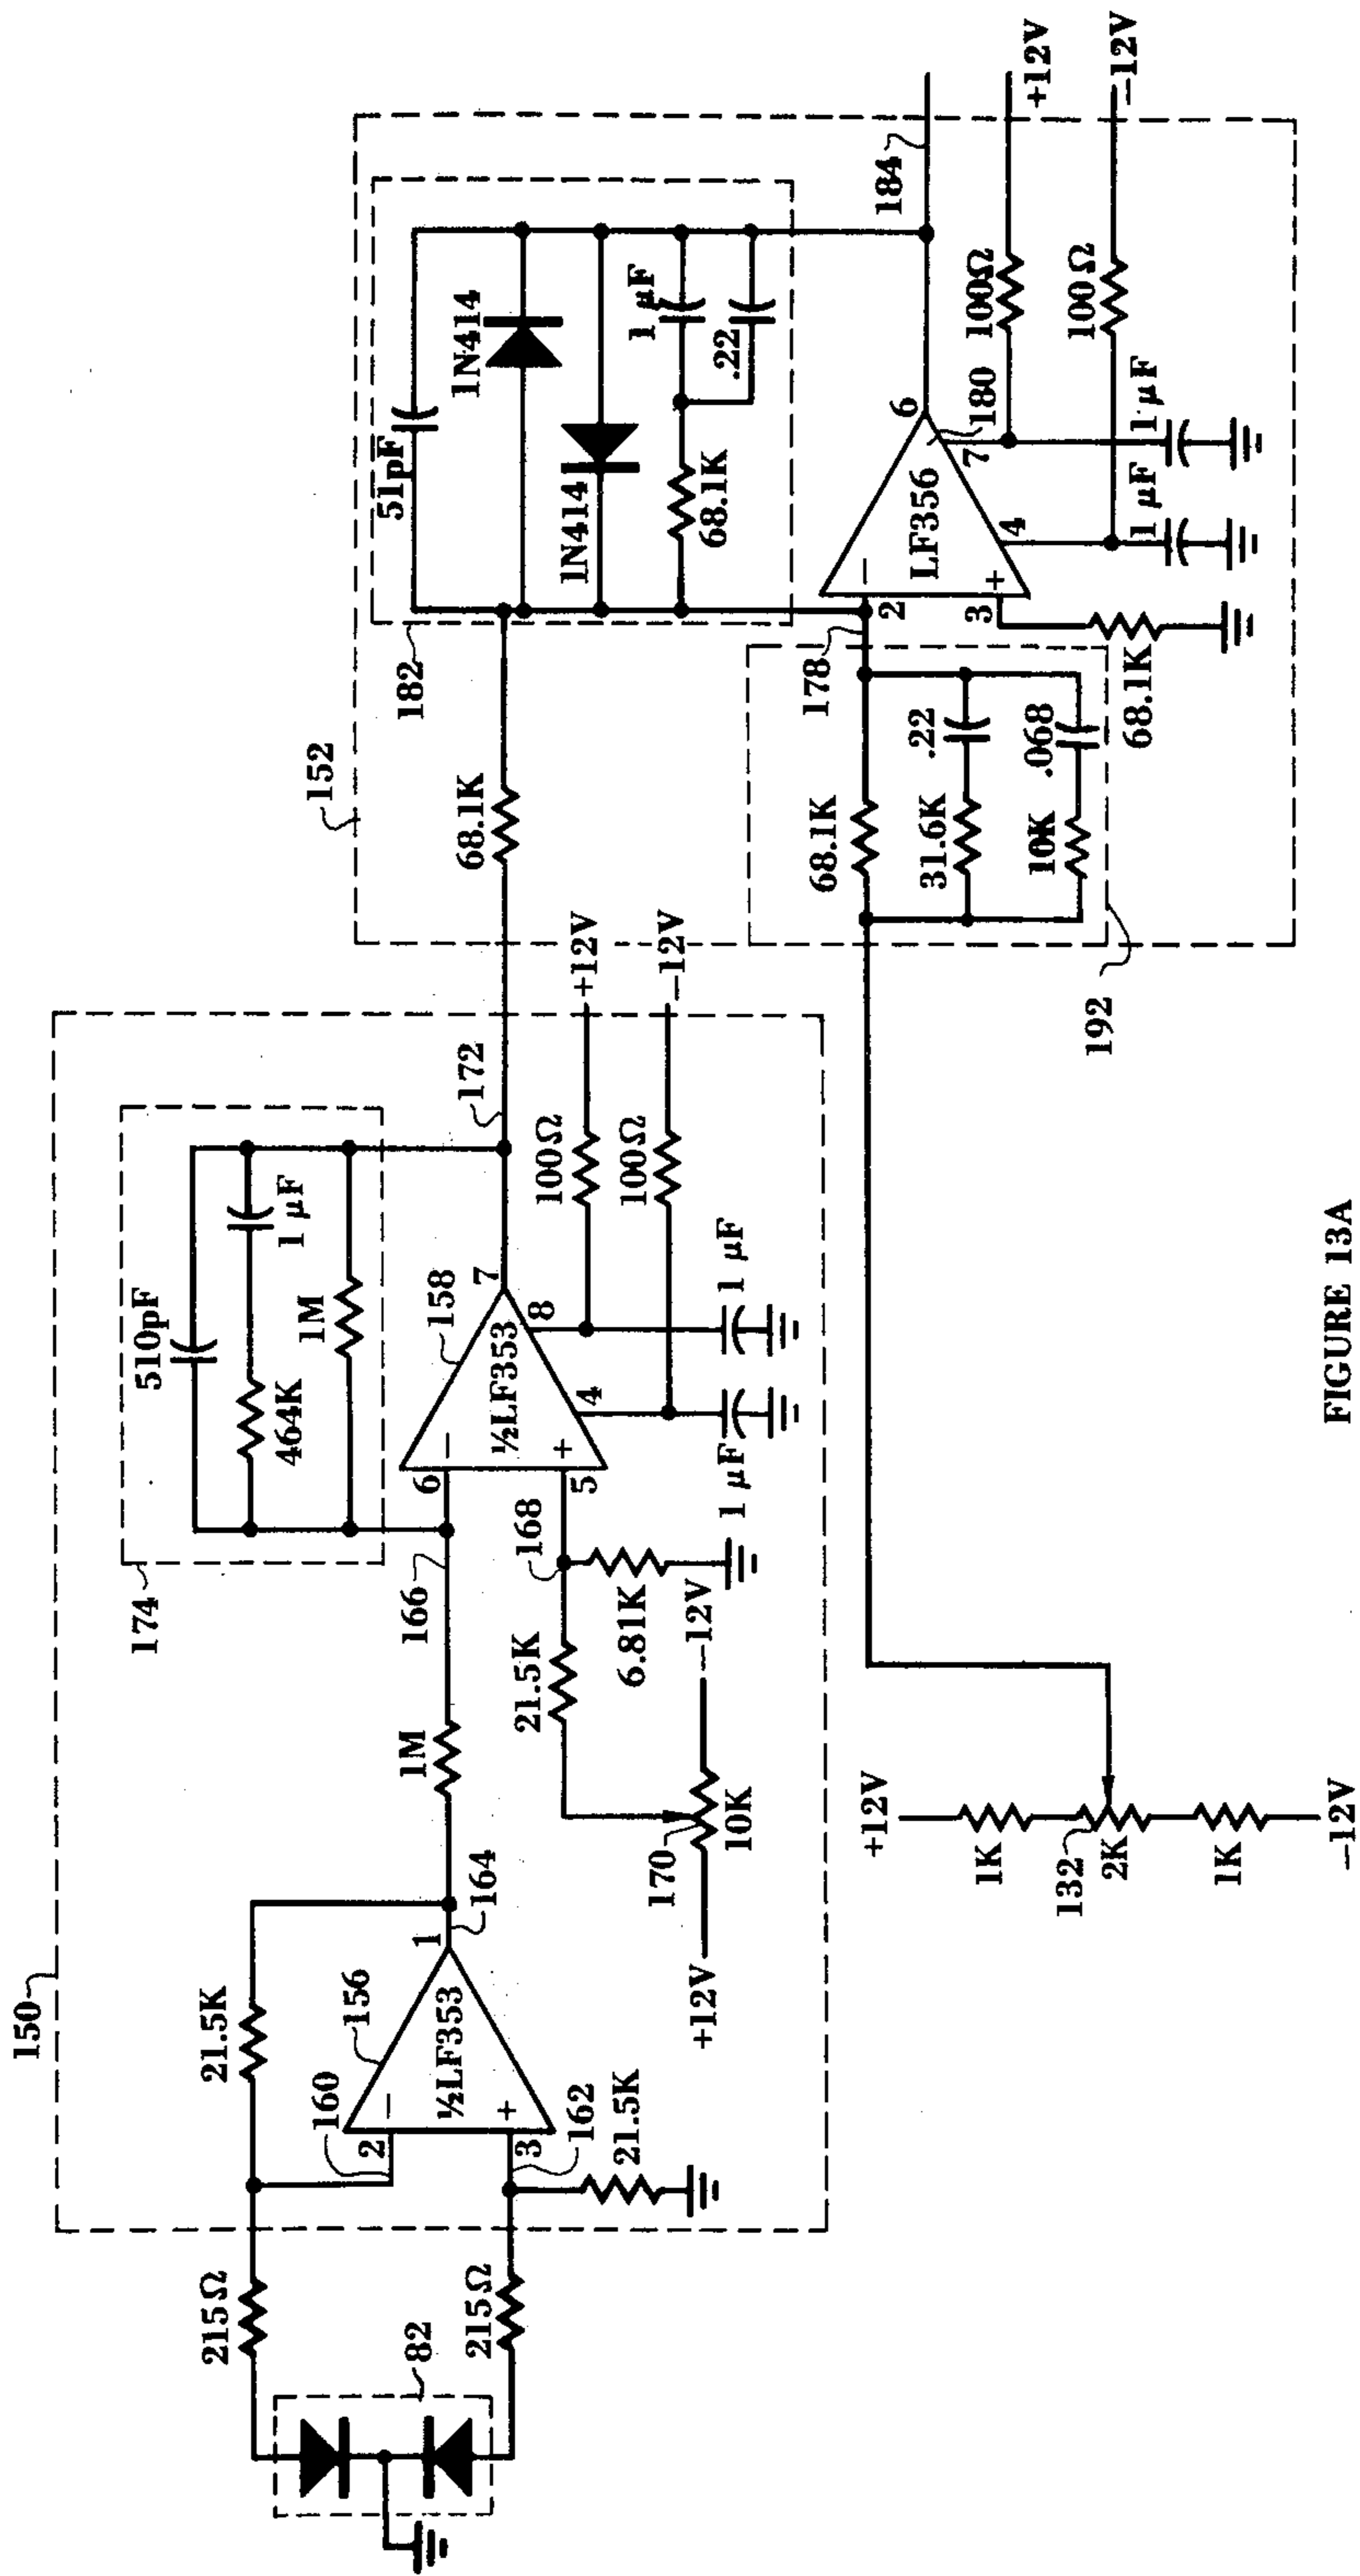 150
215Ω
215Ω
82
21.5K
160
156
2
3
½LF353
−
+
162
21.5K
1
164
1M
166
174
510pF
464K
1 µF
1M
6
5
−
+
½LF353
158
7
8
4
168
21.5K
6.81K
170
10K
+12V
−12V
172
100Ω
100Ω
+12V
−12V
1 µF
1 µF
152
68.1K
182
51pF
1N414
1N414
1 µF
.22
68.1K
178
2
3
−
+
LF356
6
180
7
4
184
100Ω
100Ω
+12V
−12V
1 µF
1 µF
68.1K
68.1K
31.6K
.22
10K
.068
192
+12V
1K
132
2K
1K
−12V
FIGURE 13A